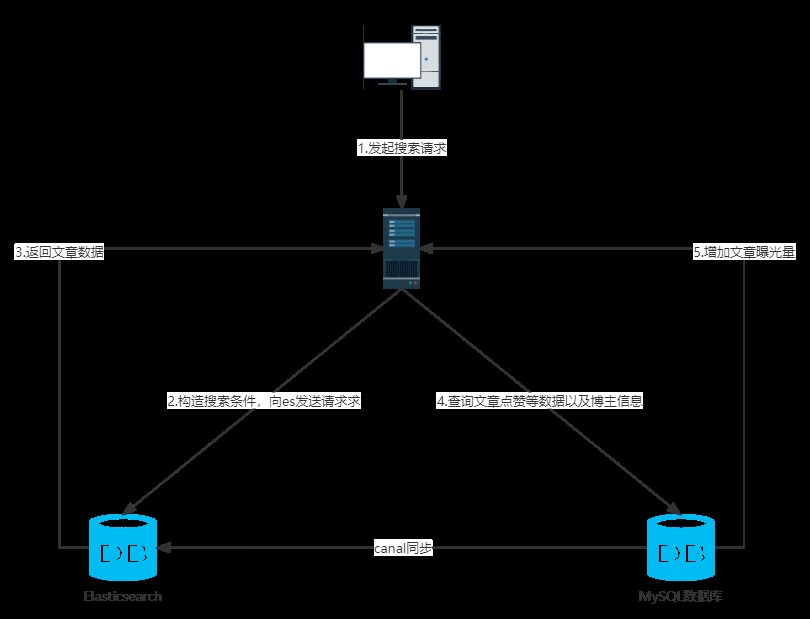 1.发起搜索请求
3.返回文章数据
5.增加文章曝光量
2.构造搜索条件，向es发送请求求
4.查询文章点赞等数据以及博主信息
DB
canal同步
DB
Elasticsearch
MySQL数据库